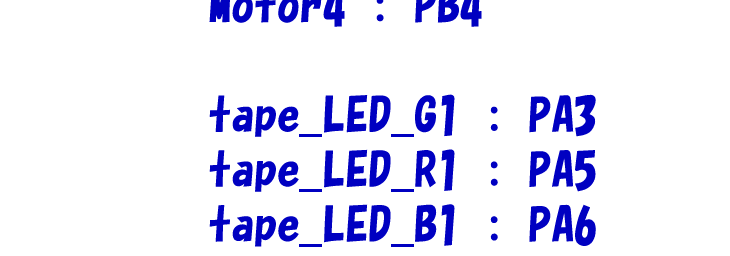 Motor4 : PB4
tape_LED_G1 : PA3
tape_LED_R1 : PA5
tape_LED_B1 : PA6